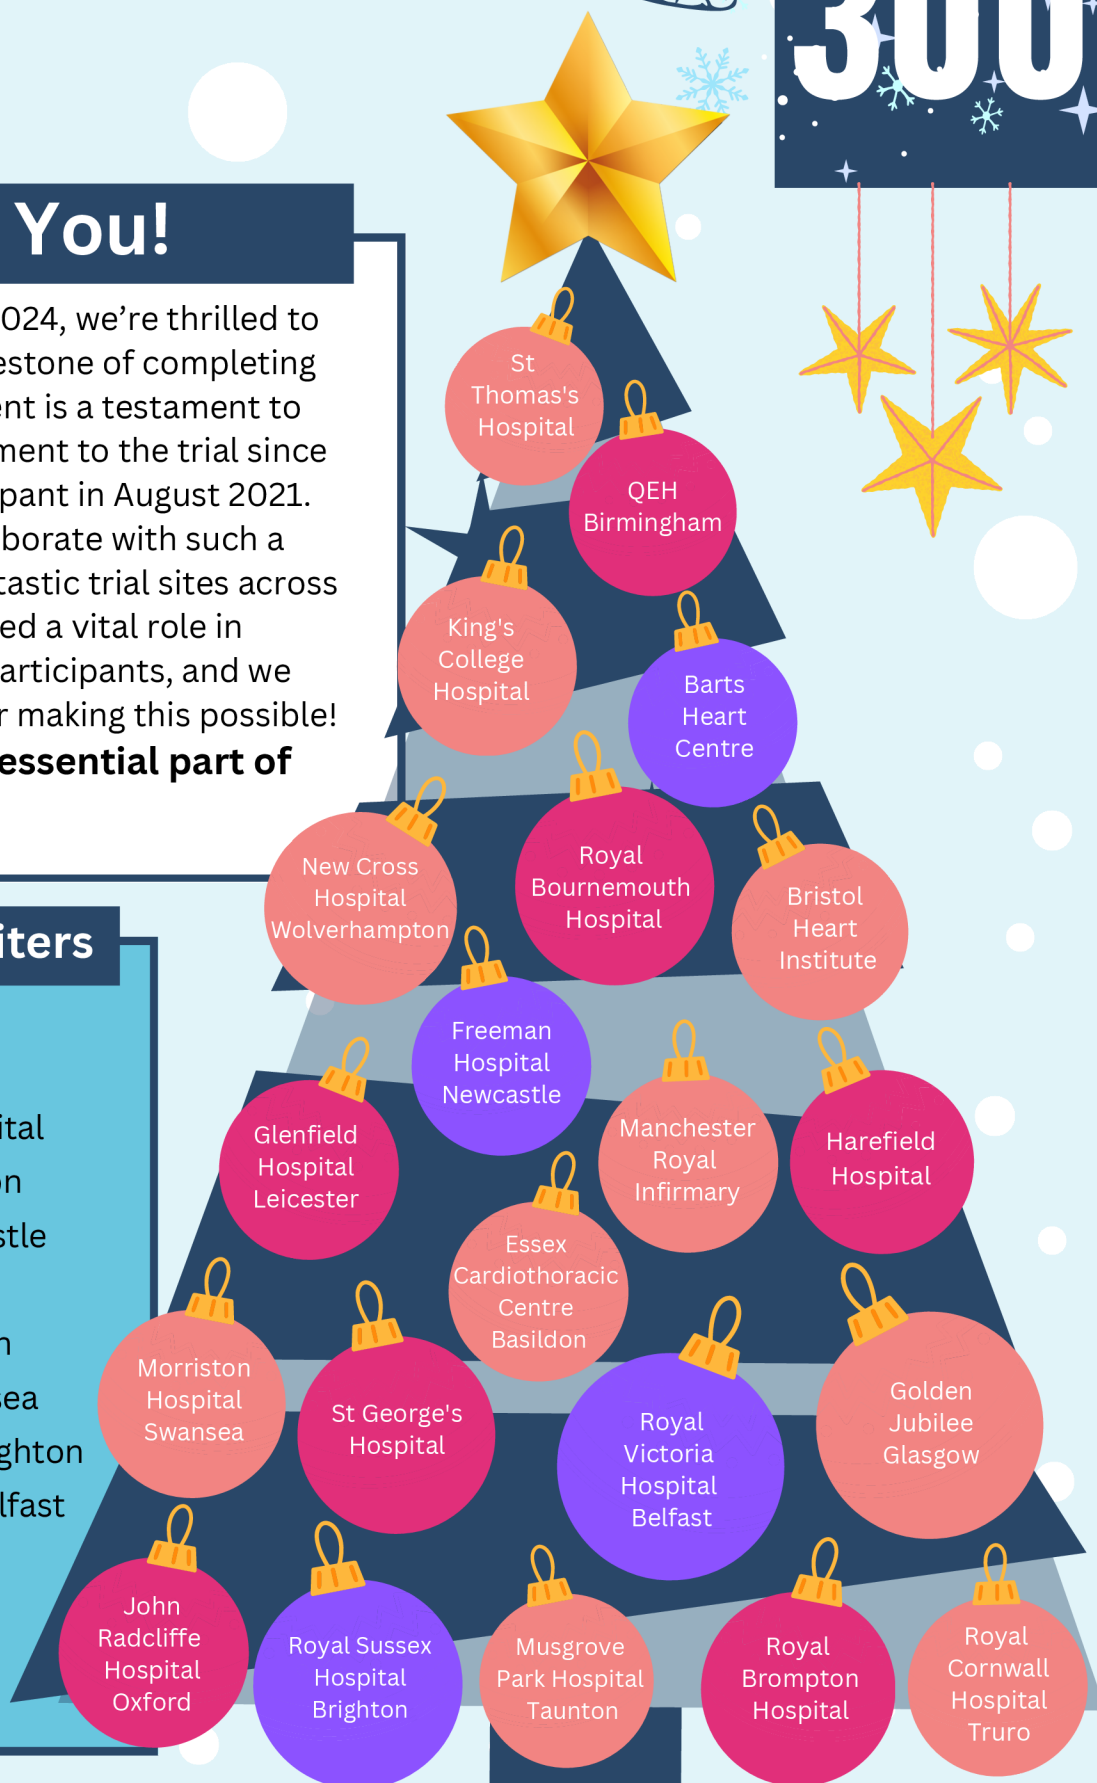 300
You!
024, we’re thrilled to
estone of completing
ent is a testament to
ment to the trial since
pant in August 2021.
borate with such a
tastic trial sites across
ed a vital role in
articipants, and we
r making this possible!
essential part of
iters
ital
on
stle
n
sea
ghton
lfast
St
Thomas's
Hospital
QEH
Birmingham
King's
College
Hospital
Barts
Heart
Centre
New Cross
Hospital
Wolverhampton
Royal
Bournemouth
Hospital
Bristol
Heart
Institute
Freeman
Hospital
Newcastle
Glenfield
Hospital
Leicester
Manchester
Royal
Infirmary
Harefield
Hospital
Essex
Cardiothoracic
Centre
Basildon
Morriston
Hospital
Swansea
St George's
Hospital
Royal
Victoria
Hospital
Belfast
Golden
Jubilee
Glasgow
John
Radcliffe
Hospital
Oxford
Royal Sussex
Hospital
Brighton
Musgrove
Park Hospital
Taunton
Royal
Brompton
Hospital
Royal
Cornwall
Hospital
Truro